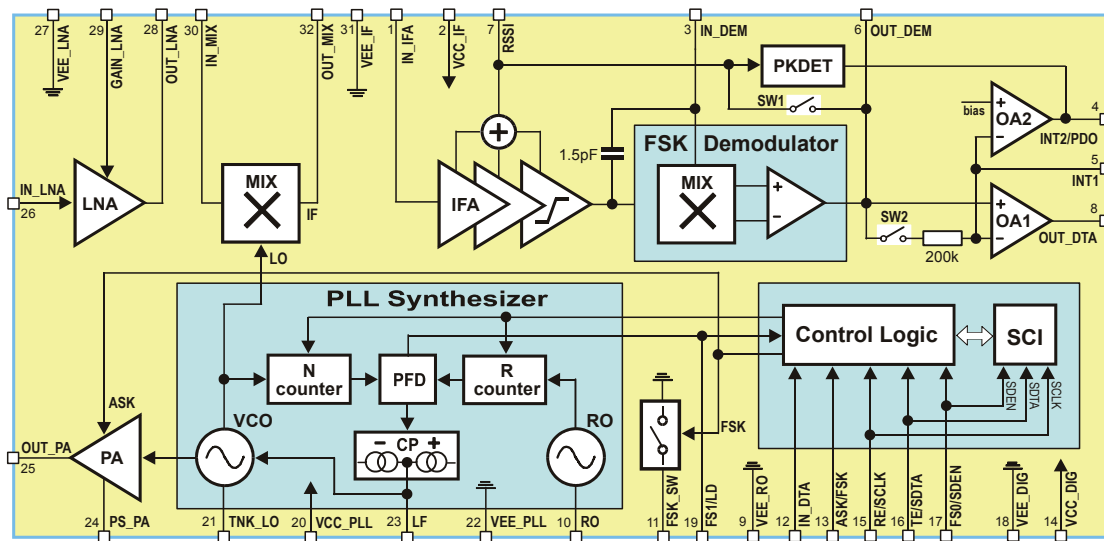 27
VEE_LNA
29
GAIN_LNA
28
OUT_LNA
30
IN_MIX
32
OUT_MIX
31
VEE_IF
1
IN_IFA
2
VCC_IF
7
RSSI
3
IN_DEM
6
OUT_DEM
PKDET
SW1
bias
+
−
OA2
4
INT2/PDO
5
INT1
+
1.5pF
FSK Demodulator
MIX
+
−
IFA
MIX
IF
LO
IN_LNA
26
LNA
SW2
200k
+
−
OA1
8
OUT_DTA
PLL Synthesizer
N
counter
PFD
R
counter
VCO
− CP +
RO
ASK
OUT_PA
25
PA
FSK
Control Logic
SCI
SDEN
SDTA
SCLK
24
PS_PA
21
TNK_LO
20
VCC_PLL
23
LF
22
VEE_PLL
10
RO
11
FSK_SW
19
FS1/LD
9
VEE_RO
12
IN_DTA
13
ASK/FSK
15
RE/SCLK
16
TE/SDTA
17
FS0/SDEN
18
VEE_DIG
14
VCC_DIG